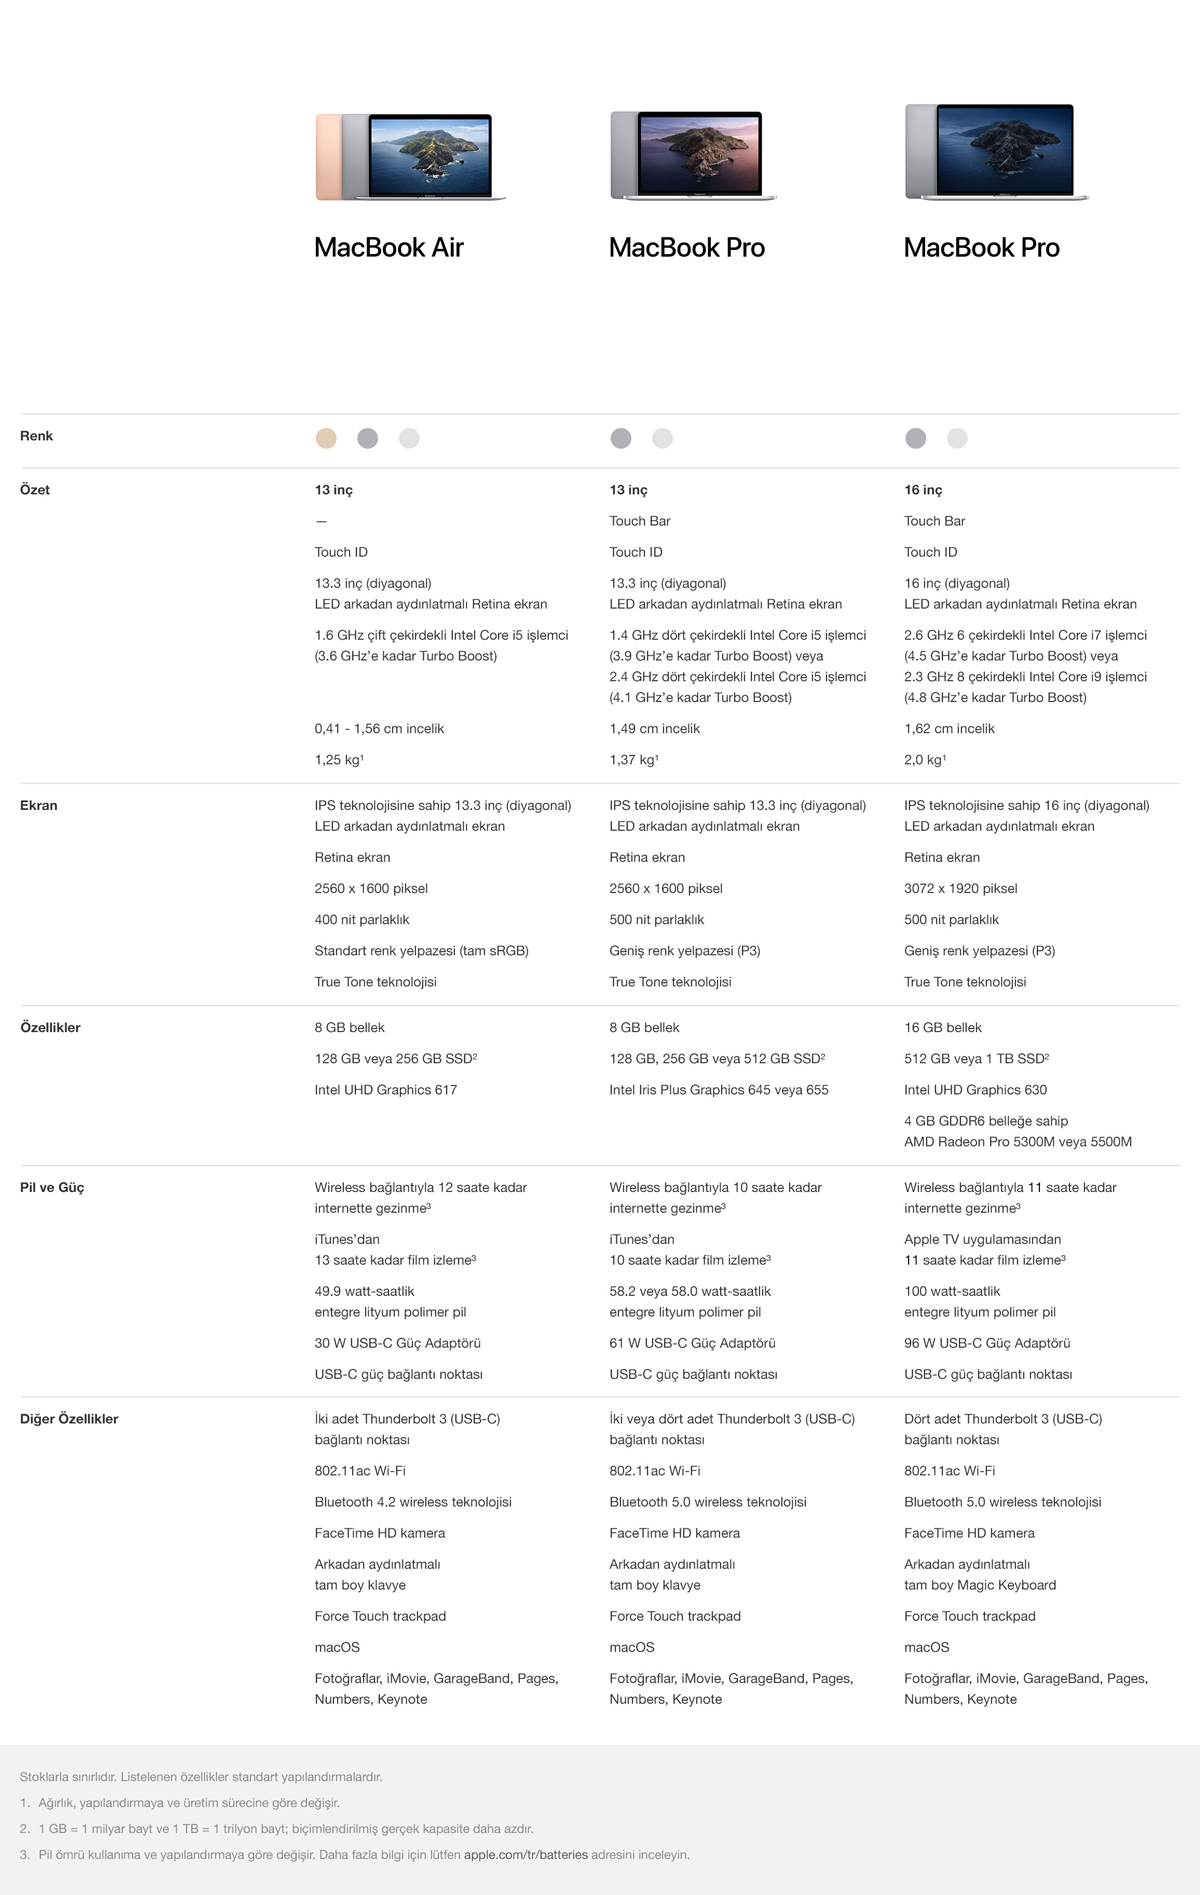 MacBook Air MacBook Pro MacBook Pro
Renk
Özet 13 inç 13 inç 16 inç
— Touch Bar Touch Bar
Touch ID Touch ID Touch ID
13.3 inç (diyagonal) 13.3 inç (diyagonal) 16 inç (diyagonal)
LED arkadan aydınlatmalı Retina ekran LED arkadan aydınlatmalı Retina ekran LED arkadan aydınlatmalı Retina ekran
1.6 GHz çift çekirdekli Intel Core i5 işlemci 1.4 GHz dört çekirdekli Intel Core i5 işlemci 2.6 GHz 6 çekirdekli Intel Core i7 işlemci
(3.6 GHz’e kadar Turbo Boost) (3.9 GHz’e kadar Turbo Boost) veya (4.5 GHz’e kadar Turbo Boost) veya
2.4 GHz dört çekirdekli Intel Core i5 işlemci 2.3 GHz 8 çekirdekli Intel Core i9 işlemci
(4.1 GHz’e kadar Turbo Boost) (4.8 GHz’e kadar Turbo Boost)
0,41 - 1,56 cm incelik 1,49 cm incelik 1,62 cm incelik
1,25 kg¹ 1,37 kg¹ 2,0 kg¹
Ekran IPS teknolojisine sahip 13.3 inç (diyagonal) IPS teknolojisine sahip 13.3 inç (diyagonal) IPS teknolojisine sahip 16 inç (diyagonal)
LED arkadan aydınlatmalı ekran LED arkadan aydınlatmalı ekran LED arkadan aydınlatmalı ekran
Retina ekran Retina ekran Retina ekran
2560 x 1600 piksel 2560 x 1600 piksel 3072 x 1920 piksel
400 nit parlaklık 500 nit parlaklık 500 nit parlaklık
Standart renk yelpazesi (tam sRGB) Geniş renk yelpazesi (P3) Geniş renk yelpazesi (P3)
True Tone teknolojisi True Tone teknolojisi True Tone teknolojisi
Özellikler 8 GB bellek 8 GB bellek 16 GB bellek
128 GB veya 256 GB SSD² 128 GB, 256 GB veya 512 GB SSD² 512 GB veya 1 TB SSD²
Intel UHD Graphics 617 Intel Iris Plus Graphics 645 veya 655 Intel UHD Graphics 630
4 GB GDDR6 belleğe sahip
AMD Radeon Pro 5300M veya 5500M
Pil ve Güç Wireless bağlantıyla 12 saate kadar Wireless bağlantıyla 10 saate kadar Wireless bağlantıyla 11 saate kadar
internette gezinme³ internette gezinme³ internette gezinme³
iTunes’dan iTunes’dan Apple TV uygulamasından
13 saate kadar film izleme³ 10 saate kadar film izleme³ 11 saate kadar film izleme³
49.9 watt-saatlik 58.2 veya 58.0 watt-saatlik 100 watt-saatlik
entegre lityum polimer pil entegre lityum polimer pil entegre lityum polimer pil
30 W USB-C Güç Adaptörü 61 W USB-C Güç Adaptörü 96 W USB-C Güç Adaptörü
USB-C güç bağlantı noktası USB-C güç bağlantı noktası USB-C güç bağlantı noktası
Diğer Özellikler İki adet Thunderbolt 3 (USB-C) İki veya dört adet Thunderbolt 3 (USB-C) Dört adet Thunderbolt 3 (USB-C)
bağlantı noktası bağlantı noktası bağlantı noktası
802.11ac Wi-Fi 802.11ac Wi-Fi 802.11ac Wi-Fi
Bluetooth 4.2 wireless teknolojisi Bluetooth 5.0 wireless teknolojisi Bluetooth 5.0 wireless teknolojisi
FaceTime HD kamera FaceTime HD kamera FaceTime HD kamera
Arkadan aydınlatmalı Arkadan aydınlatmalı Arkadan aydınlatmalı
tam boy klavye tam boy klavye tam boy Magic Keyboard
Force Touch trackpad Force Touch trackpad Force Touch trackpad
macOS macOS macOS
Fotoğraflar, iMovie, GarageBand, Pages, Fotoğraflar, iMovie, GarageBand, Pages, Fotoğraflar, iMovie, GarageBand, Pages,
Numbers, Keynote Numbers, Keynote Numbers, Keynote
Stoklarla sınırlıdır. Listelenen özellikler standart yapılandırmalardır.
1. Ağırlık, yapılandırmaya ve üretim sürecine göre değişir.
2. 1 GB = 1 milyar bayt ve 1 TB = 1 trilyon bayt; biçimlendirilmiş gerçek kapasite daha azdır.
3. Pil ömrü kullanıma ve yapılandırmaya göre değişir. Daha fazla bilgi için lütfen apple.com/tr/batteries adresini inceleyin.